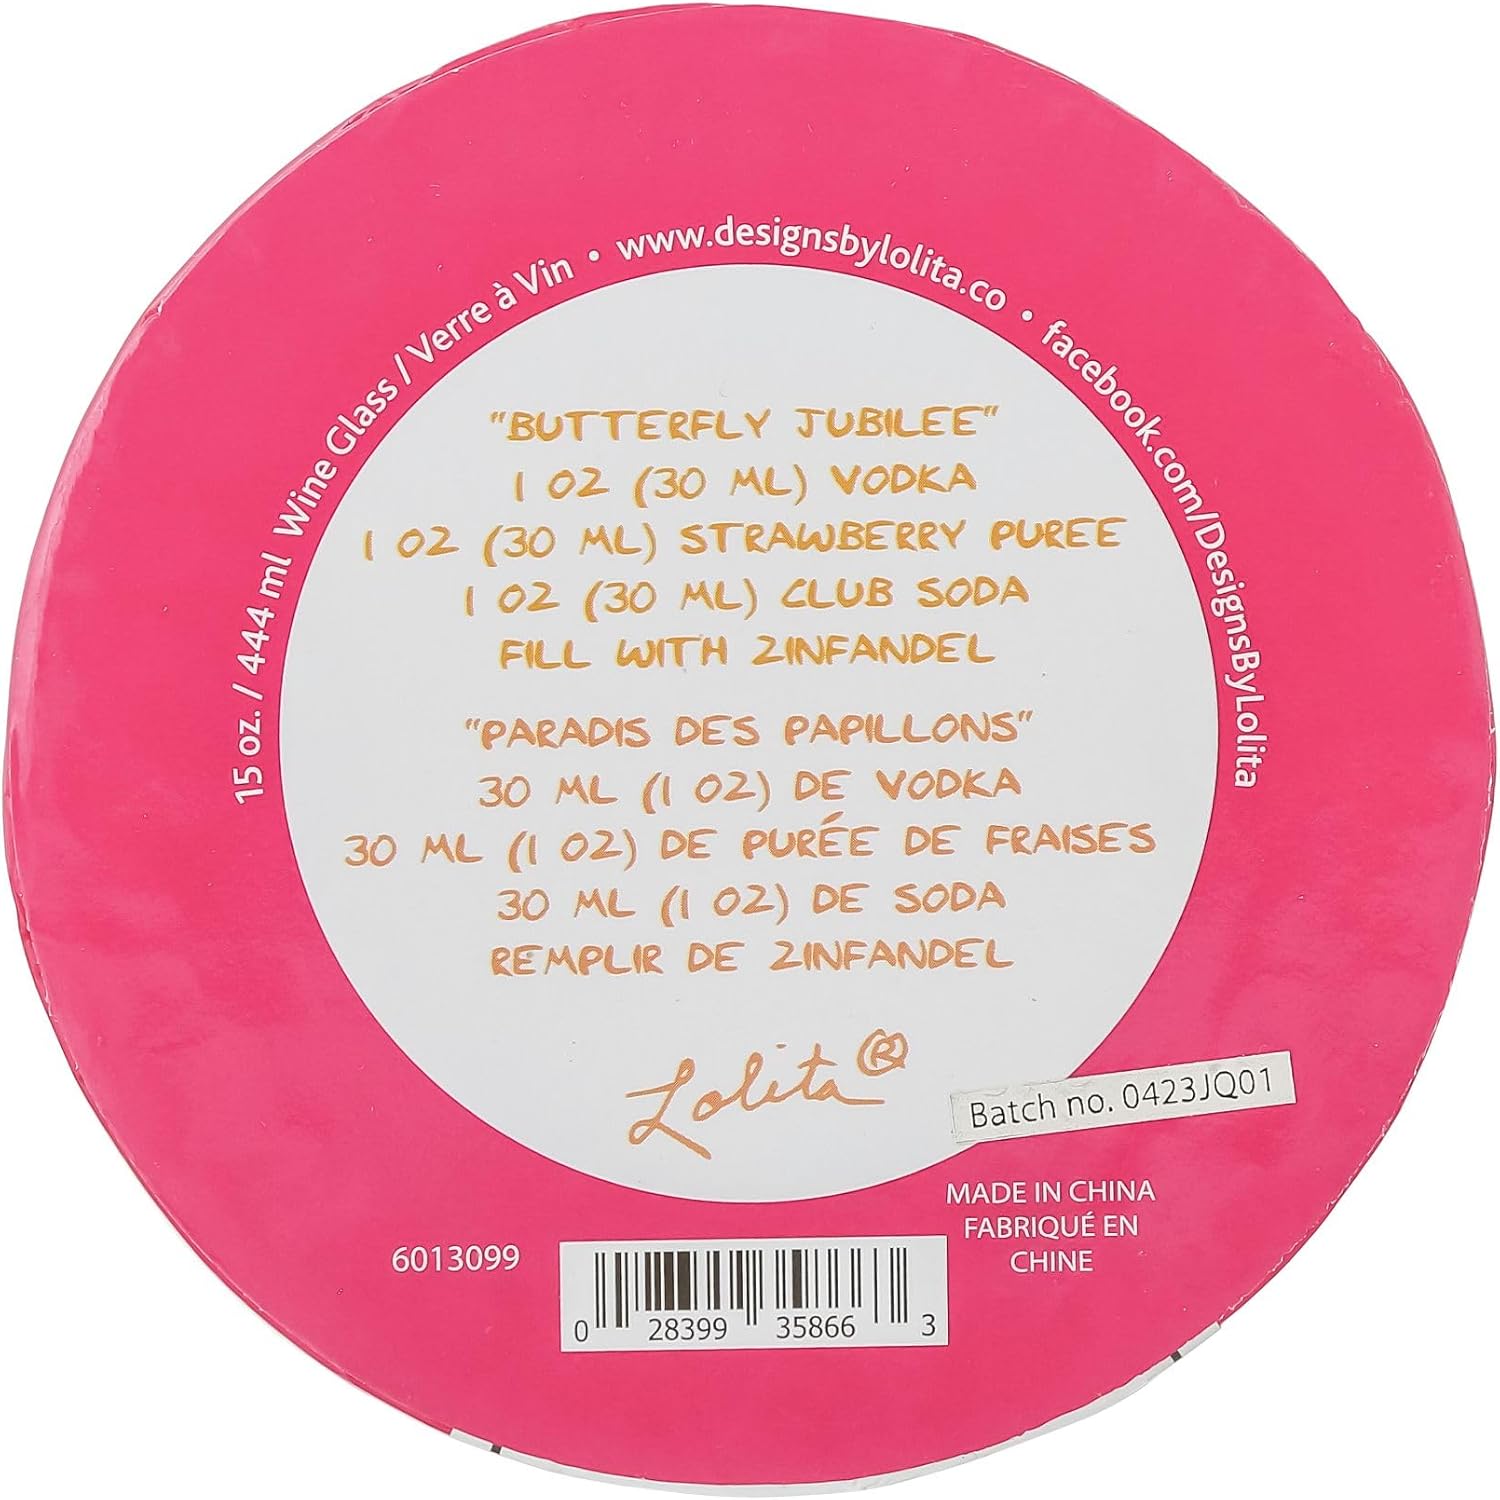 15 oz. / 444 ml Wine Glass / Verre à Vin • www.designsbylolita.co • facebook.com/DesignsByLolita
"BUTTERFLY JUBILEE"
1 OZ (30 ML) VODKA
1 OZ (30 ML) STRAWBERRY PUREE
1 OZ (30 ML) CLUB SODA
FILL WITH ZINFANDEL
"PARADIS DES PAPILLONS"
30 ML (1 OZ) DE VODKA
30 ML (1 OZ) DE PURÉE DE FRAISES
30 ML (1 OZ) DE SODA
REMPLIR DE ZINFANDEL
Lolita®
Batch no. 0423JQ01
MADE IN CHINA
FABRIQUÉ EN
CHINE
6013099
0 28399 35866 3